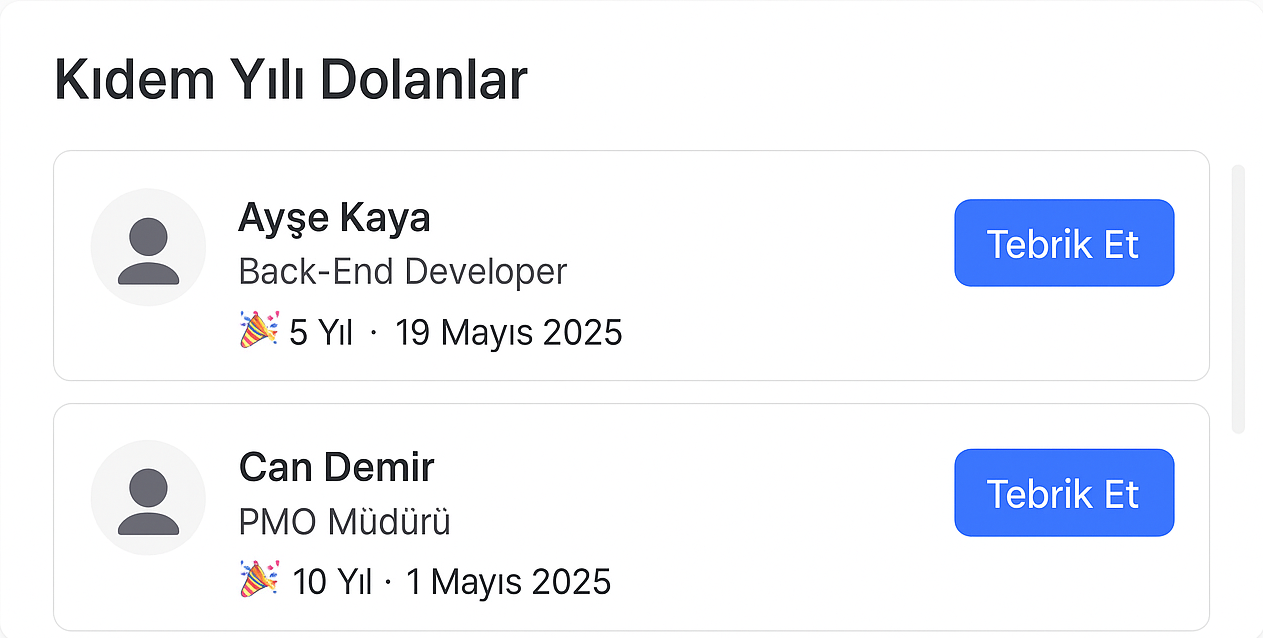 Kıdem Yılı Dolanlar
Ayşe Kaya
Back-End Developer
🎉 5 Yıl · 19 Mayıs 2025
Tebrik Et
Can Demir
PMO Müdürü
🎉 10 Yıl · 1 Mayıs 2025
Tebrik Et